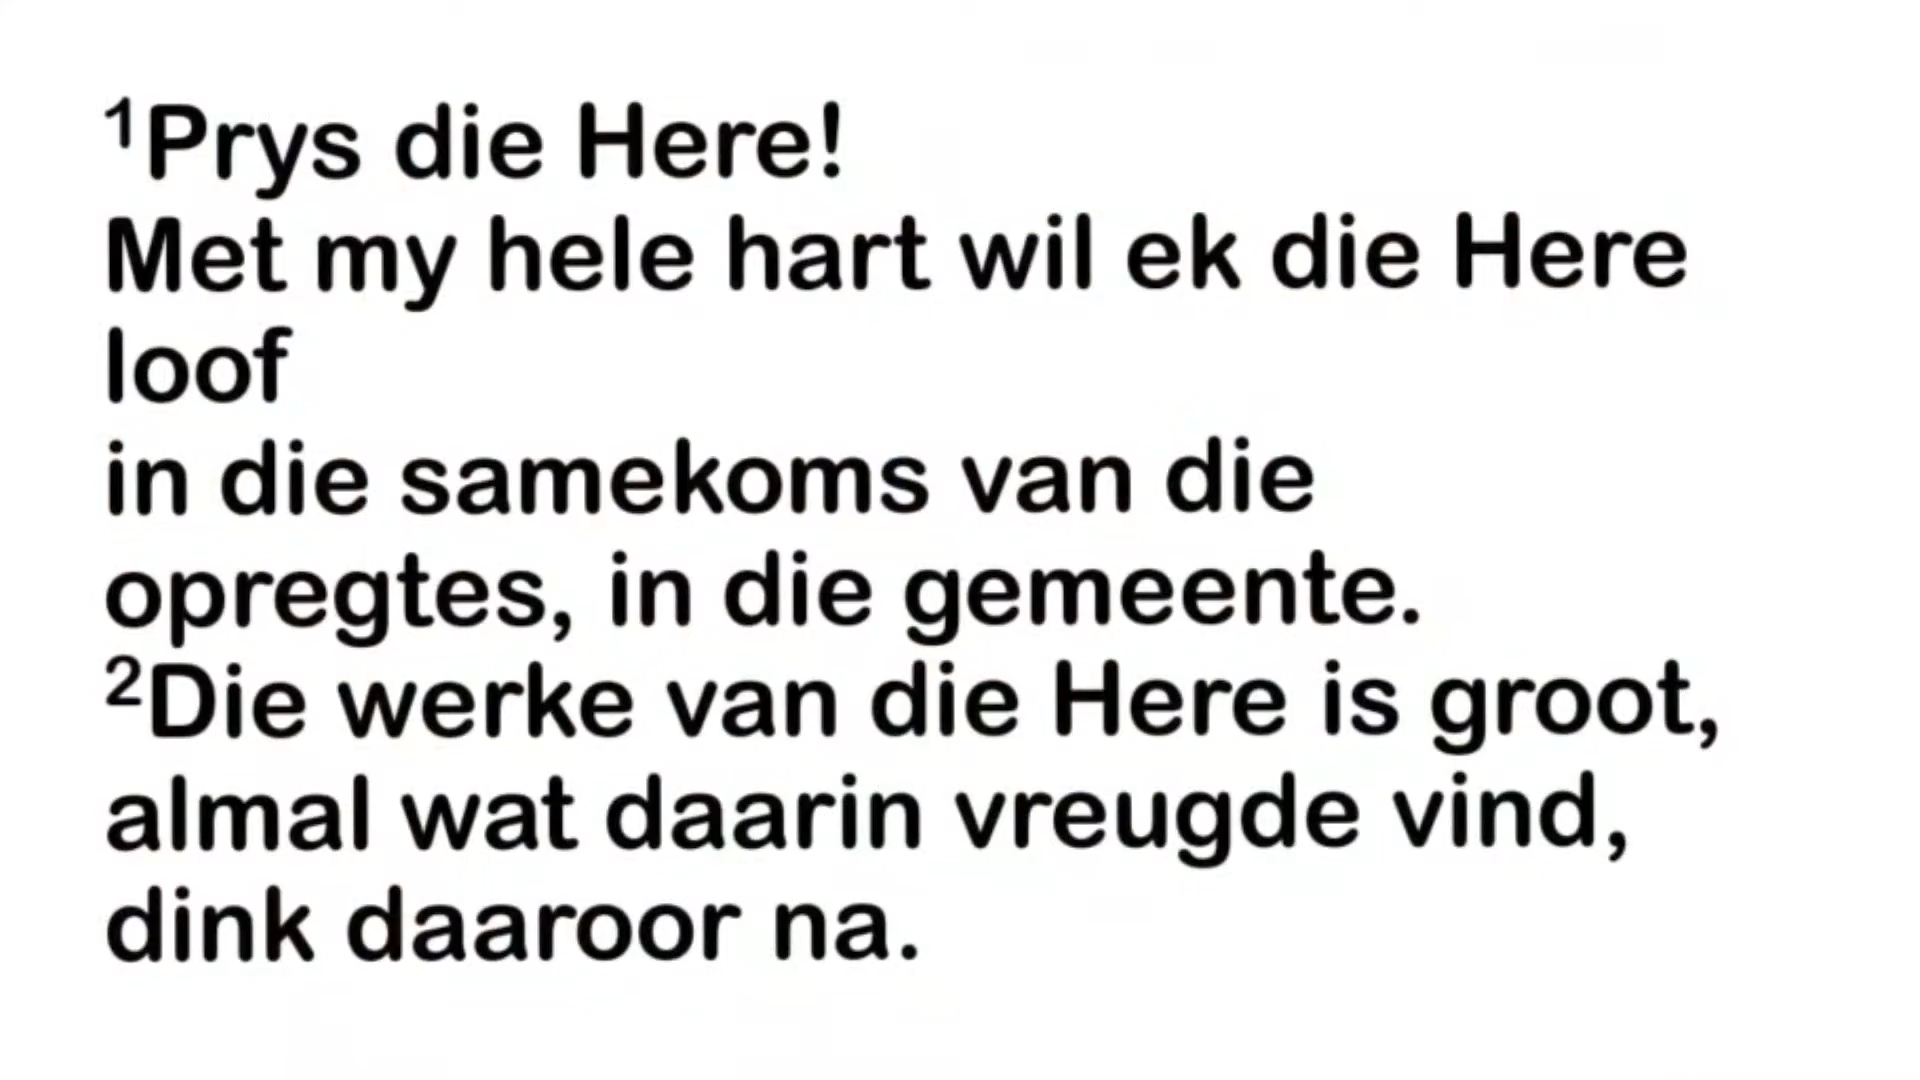 ¹Prys die Here!
Met my hele hart wil ek die Here
loof
in die samekoms van die
opregtes, in die gemeente.
²Die werke van die Here is groot,
almal wat daarin vreugde vind,
dink daaroor na.